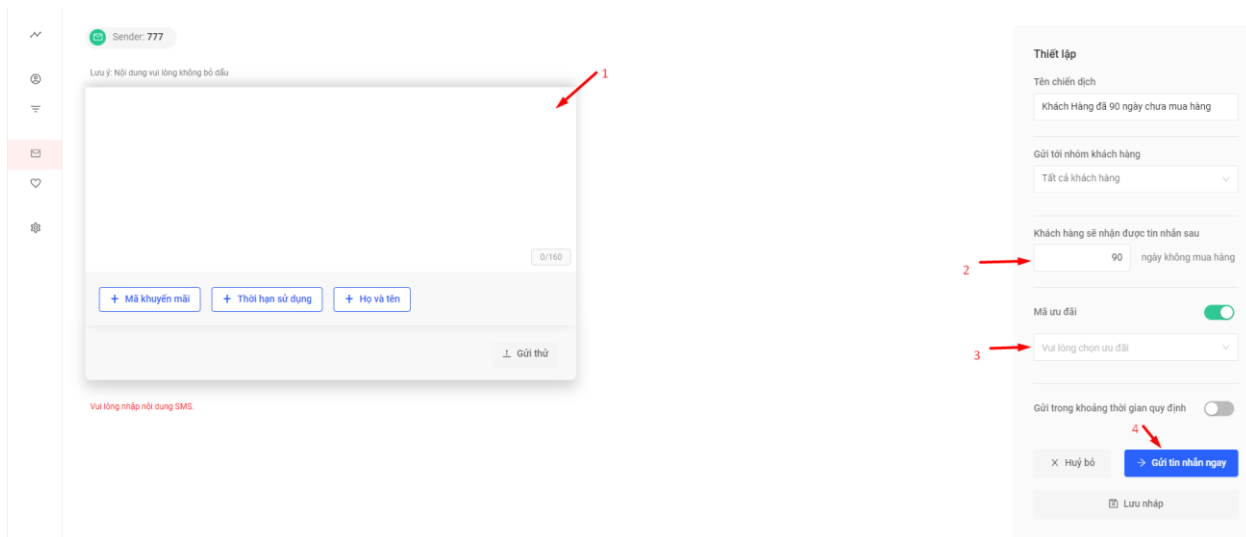 Sender: 777
Lưu ý: Nội dung vui lòng không bỏ dấu
1
0/160
+ Mã khuyến mãi
+ Thời hạn sử dụng
+ Họ và tên
Gửi thử
Vui lòng nhập nội dung SMS.
Thiết lập
Tên chiến dịch
Khách Hàng đã 90 ngày chưa mua hàng
Gửi tới nhóm khách hàng
Tất cả khách hàng
Khách hàng sẽ nhận được tin nhắn sau
2
90 ngày không mua hàng
Mã ưu đãi
3
Vui lòng chọn ưu đãi
Gửi trong khoảng thời gian quy định
4
Huỷ bỏ
Gửi tin nhắn ngay
Lưu nháp